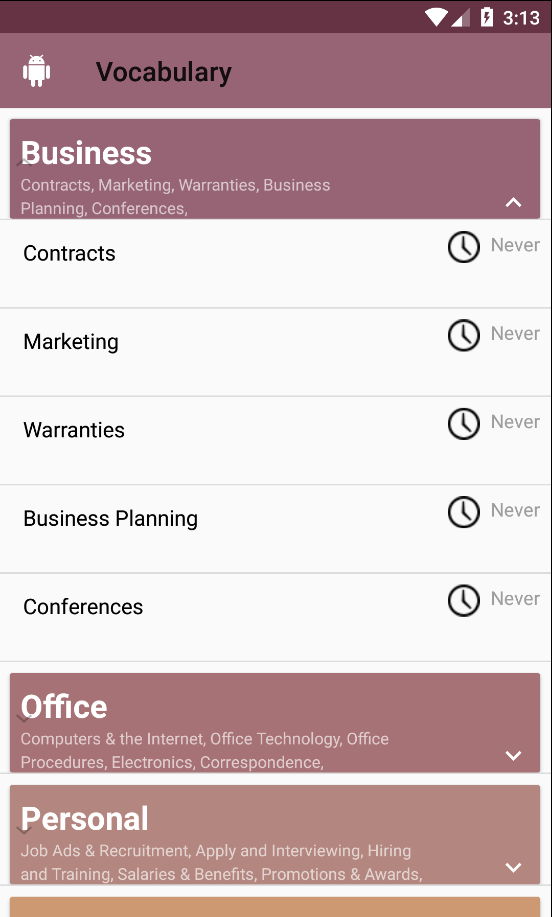 3:13
Vocabulary
Business
Contracts, Marketing, Warranties, Business
Planning, Conferences,
Contracts
Never
Marketing
Never
Warranties
Never
Business Planning
Never
Conferences
Never
Office
Computers & the Internet, Office Technology, Office
Procedures, Electronics, Correspondence,
Personal
Job Ads & Recruitment, Apply and Interviewing, Hiring
and Training, Salaries & Benefits, Promotions & Awards,